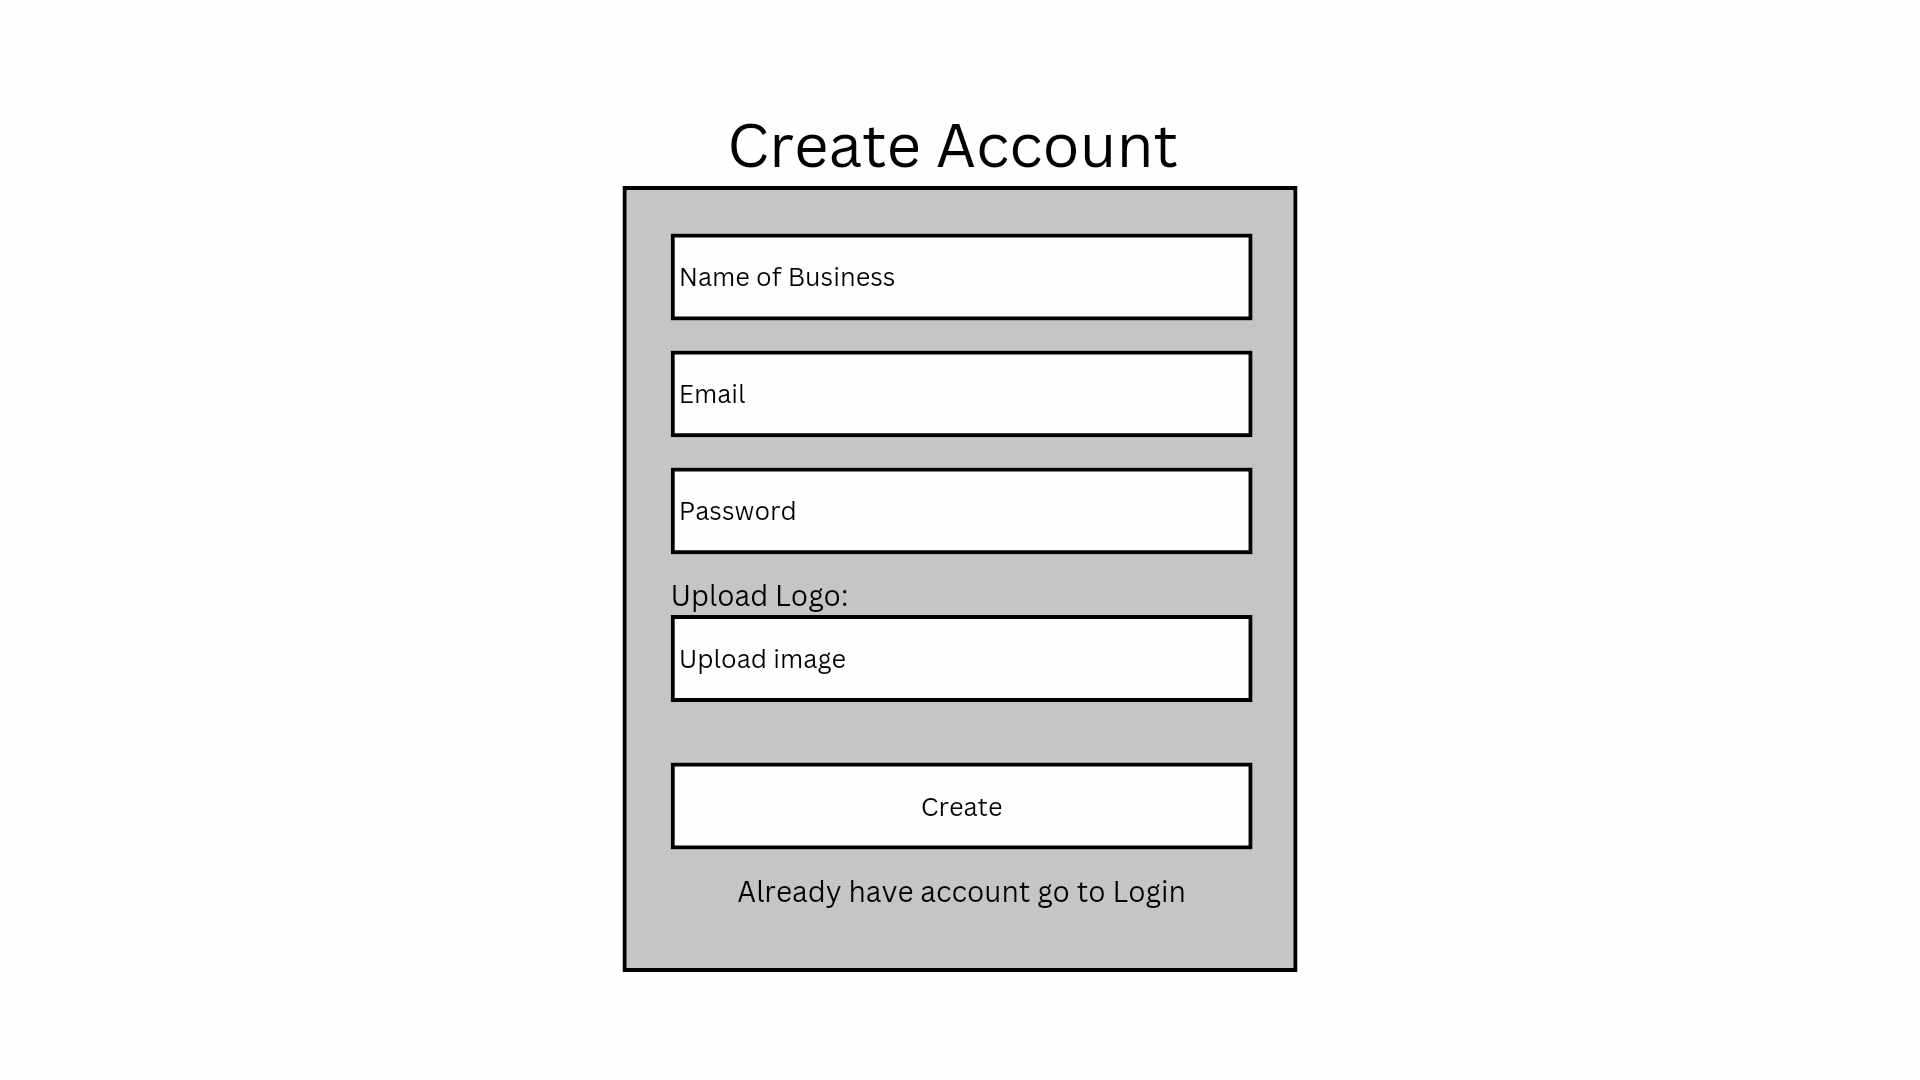 Create Account
Name of Business
Email
Password
Upload Logo:
Upload image
Create
Already have account go to Login